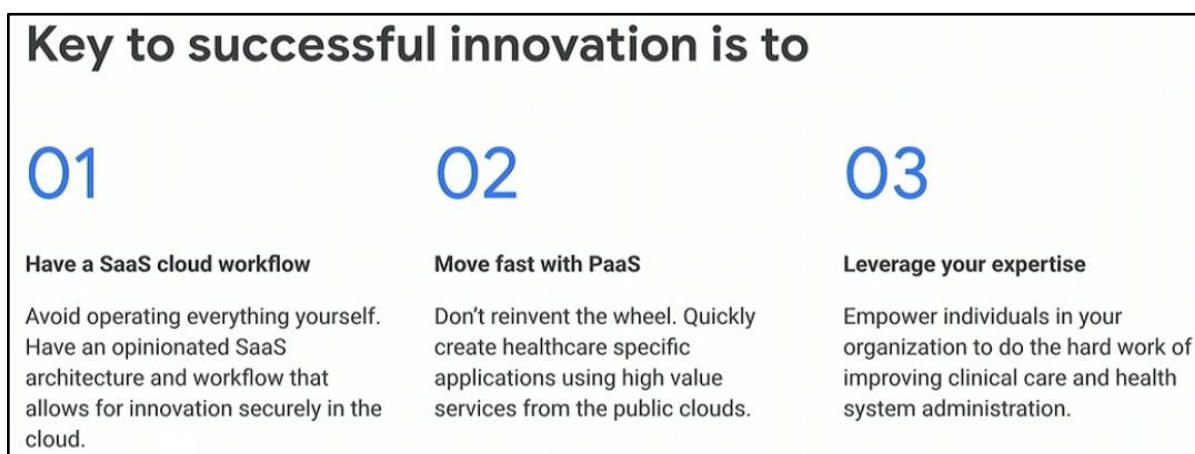 Key to successful innovation is to
01
Have a SaaS cloud workflow
Avoid operating everything yourself.
Have an opinionated SaaS
architecture and workflow that
allows for innovation securely in the
cloud.
02
Move fast with PaaS
Don't reinvent the wheel. Quickly
create healthcare specific
applications using high value
services from the public clouds.
03
Leverage your expertise
Empower individuals in your
organization to do the hard work of
improving clinical care and health
system administration.